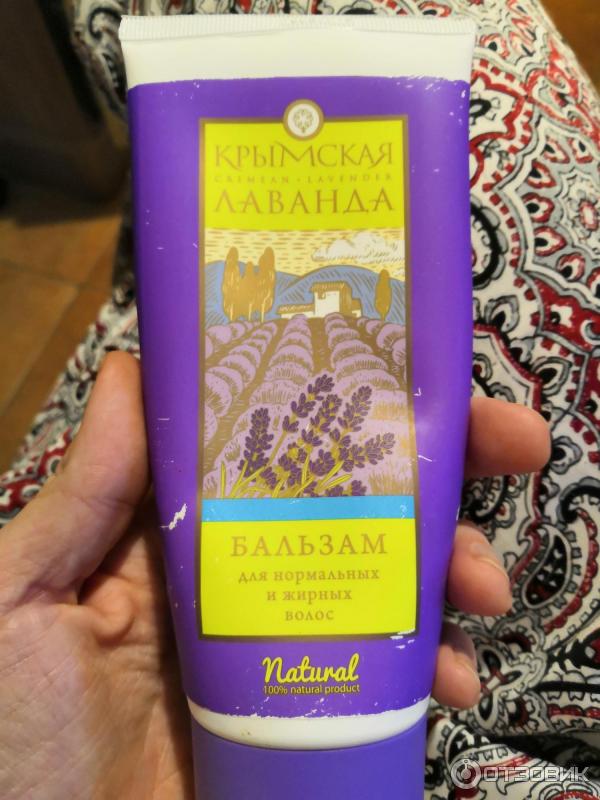 КРЫМСКАЯ
CRIMEAN • LAVENDER
ЛАВАНДА
БАЛЬЗАМ
для нормальных
и жирных
волос
Natural
100% natural product
ОТЗОВИК